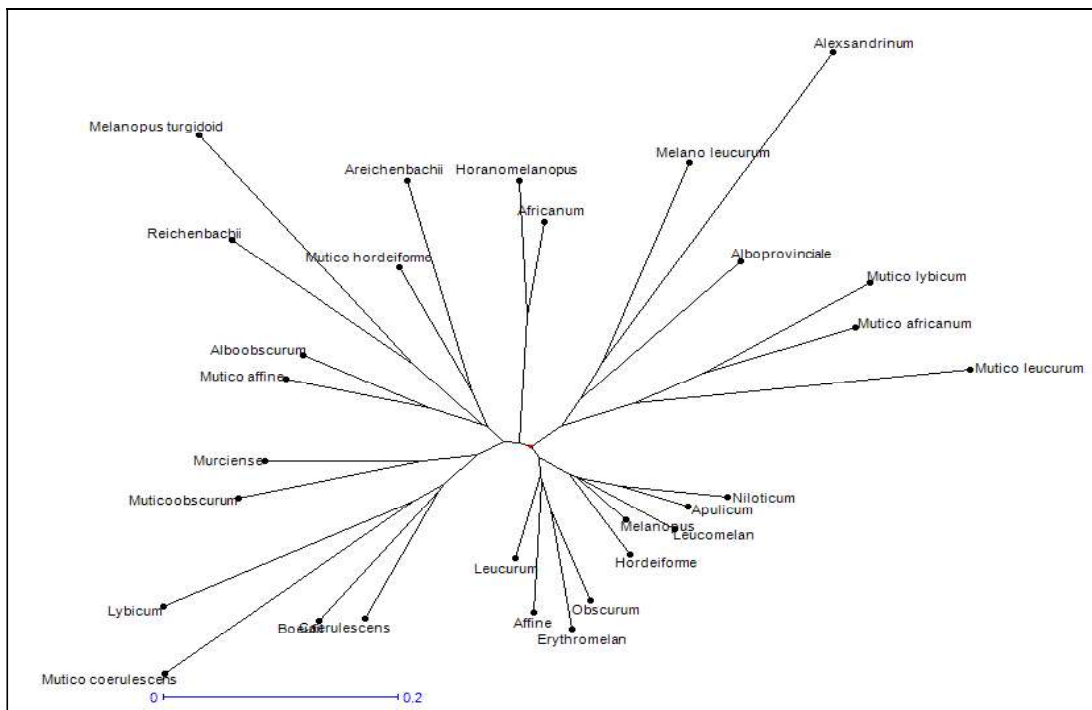 Alexsandrinum
Melanopus turgidoid
Melano leucurum
Areichenbachii
Horanomelanopus
Africanum
Reichenbachii
Mutico hordeiforme
Alboprovinciale
Mutico lybicum
Mutico africanum
Alboobscurum
Mutico leucurum
Mutico affine
Murciense
Muticoobscurum
Niloticum
Apulicum
Melanopus
Leucomelan
Hordeiforme
Leucurum
Lybicum
Obscurum
Affine
Caerulescens
Erythromelan
Mutico coerulescens
0 0.2